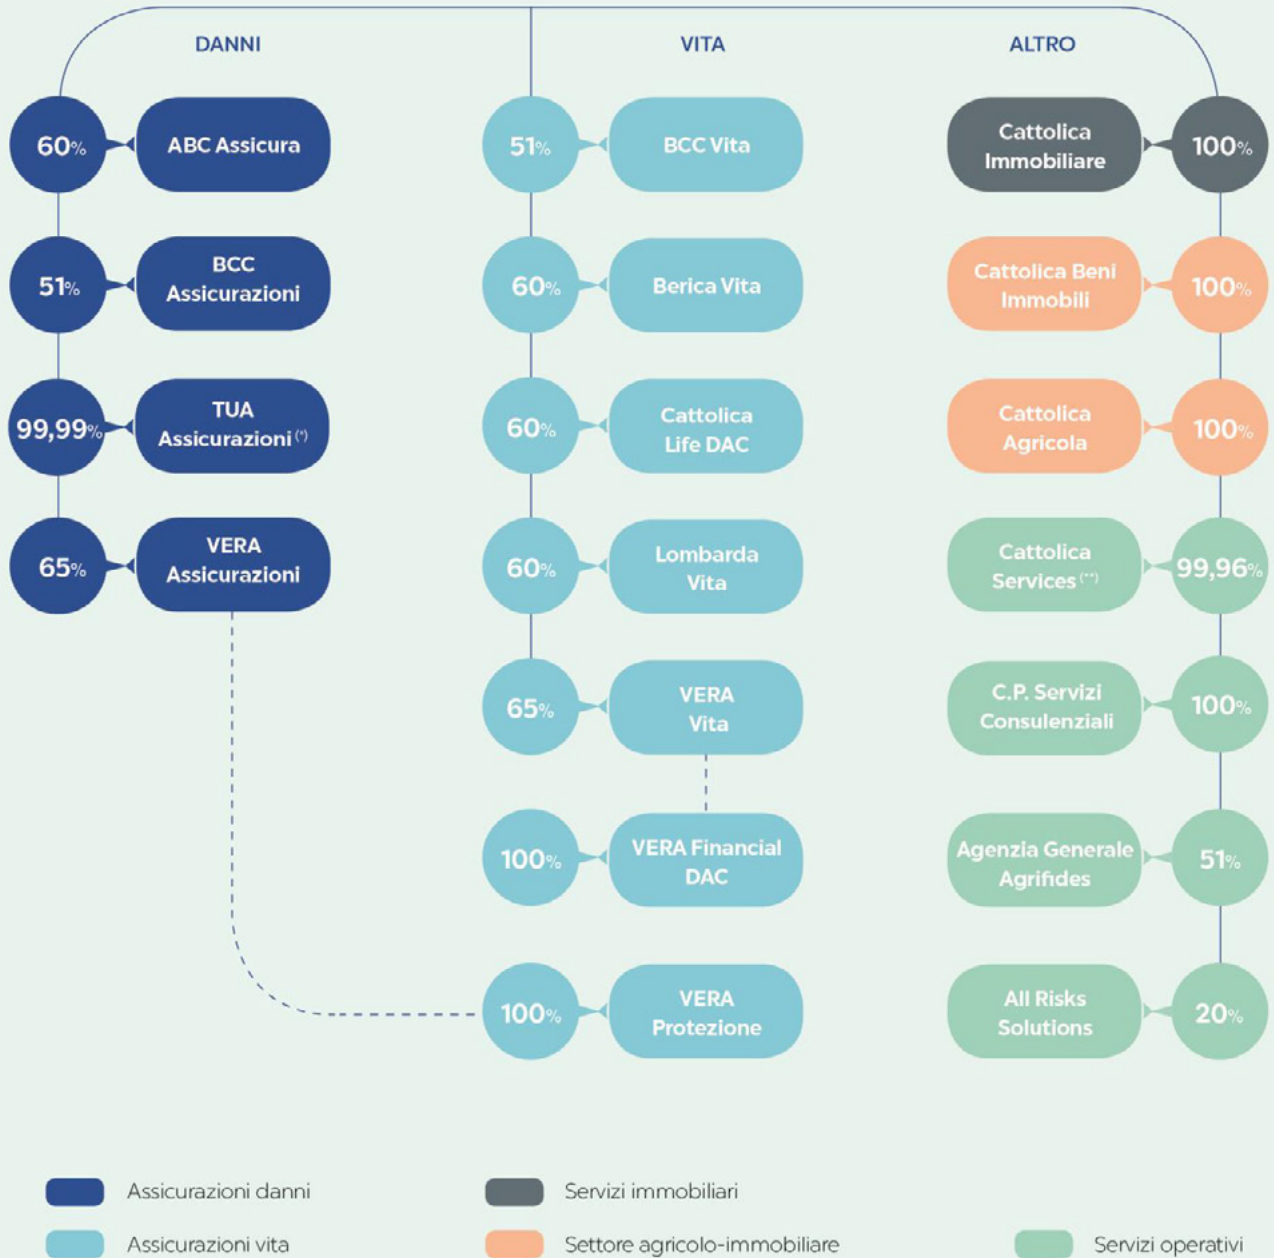 DANNI
VITA
ALTRO
60%
ABC Assicura
51%
BCC
Assicurazioni
99,99%
TUA
Assicurazioni (*)
65%
VERA
Assicurazioni
51%
BCC Vita
60%
Berica Vita
60%
Cattolica
Life DAC
60%
Lombarda
Vita
65%
VERA
Vita
100%
VERA Financial
DAC
100%
VERA
Protezione
Cattolica
Immobiliare
100%
Cattolica Beni
Immobili
100%
Cattolica
Agricola
100%
Cattolica
Services (**)
99,96%
C.P. Servizi
Consulenziali
100%
Agenzia Generale
Agrifides
51%
All Risks
Solutions
20%
Assicurazioni danni
Servizi immobiliari
Assicurazioni vita
Settore agricolo-immobiliare
Servizi operativi